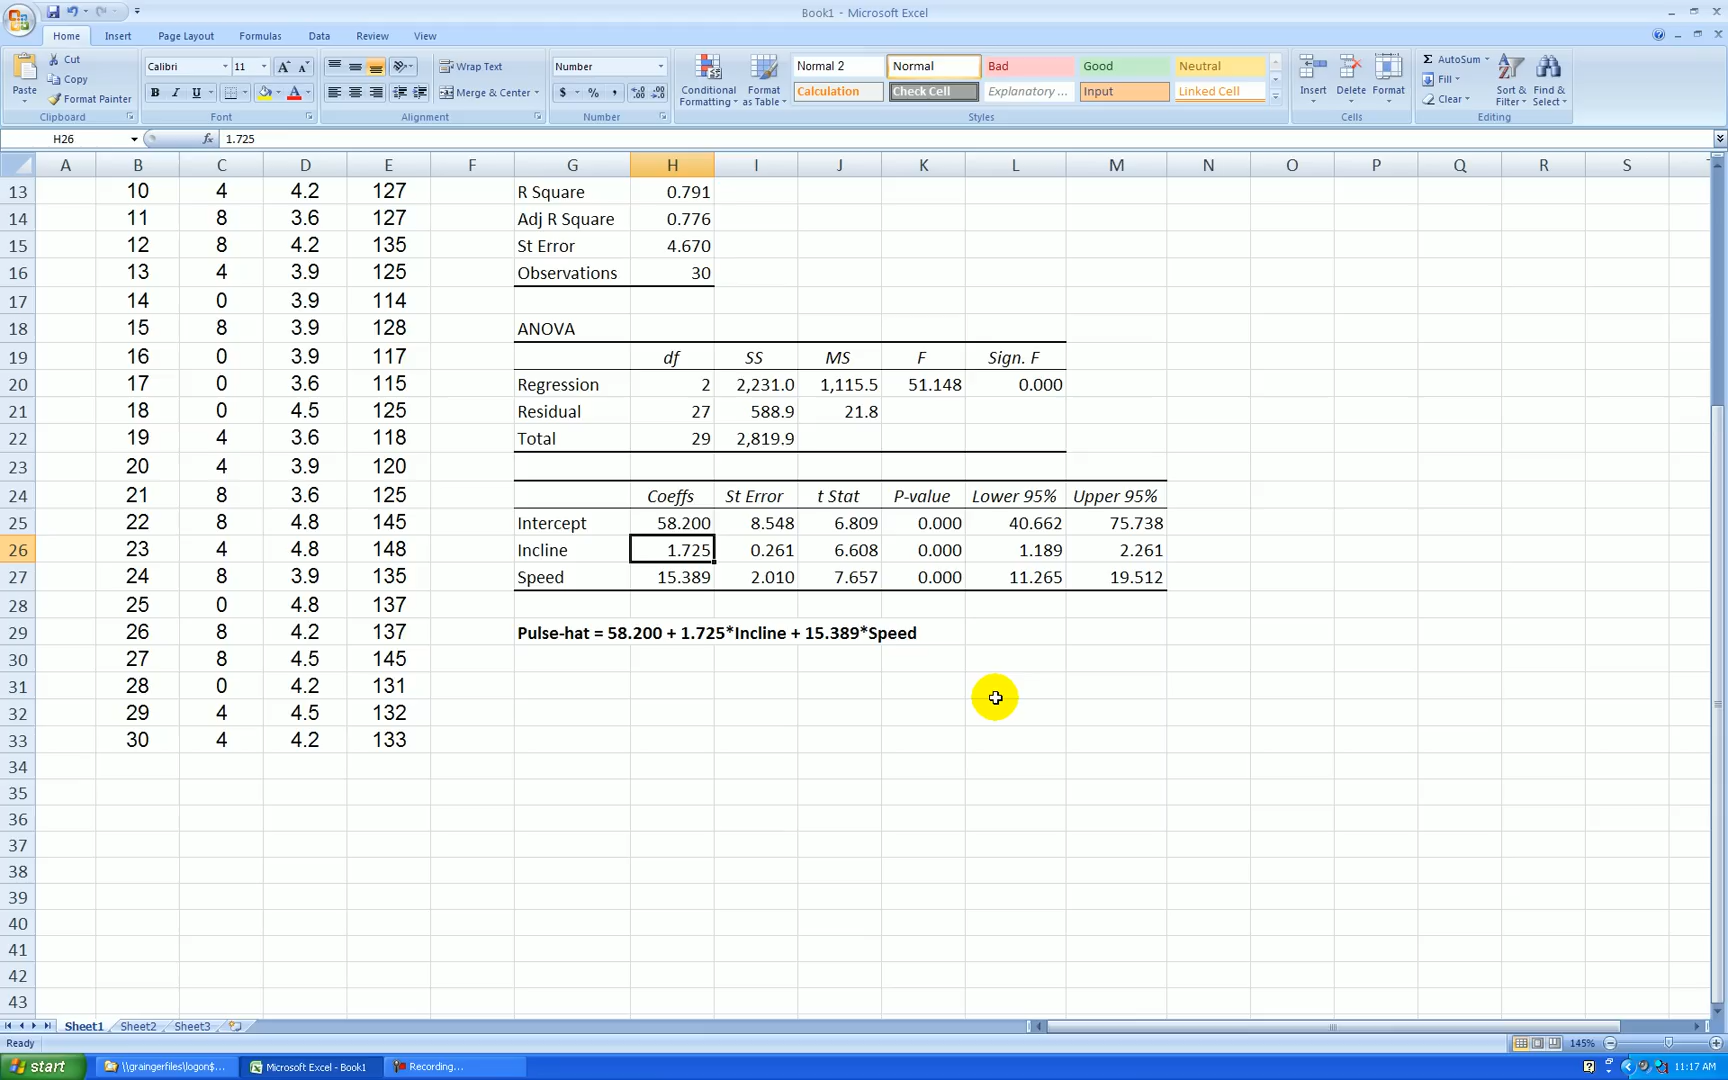 Book1 - Microsoft Excel
Home Insert Page Layout Formulas Data Review View
Paste Cut Copy Format Painter Clipboard
Calibri 11 B I U A Font
Wrap Text Merge & Center Alignment
Number $ % , Number
Conditional Formatting Format as Table
Normal 2 Normal Bad Good Neutral
Calculation Check Cell Explanatory ... Input Linked Cell
Styles
Insert Delete Format Cells
AutoSum Fill Clear Sort & Filter Find & Select Editing
H26 fx 1.725
A B C D E F G H I J K L M N O P Q R S
13 10 4 4.2 127 R Square 0.791
14 11 8 3.6 127 Adj R Square 0.776
15 12 8 4.2 135 St Error 4.670
16 13 4 3.9 125 Observations 30
17 14 0 3.9 114
18 15 8 3.9 128 ANOVA
19 16 0 3.9 117 df SS MS F Sign. F
20 17 0 3.6 115 Regression 2 2,231.0 1,115.5 51.148 0.000
21 18 0 4.5 125 Residual 27 588.9 21.8
22 19 4 3.6 118 Total 29 2,819.9
23 20 4 3.9 120
24 21 8 3.6 125 Coeffs St Error t Stat P-value Lower 95% Upper 95%
25 22 8 4.8 145 Intercept 58.200 8.548 6.809 0.000 40.662 75.738
26 23 4 4.8 148 Incline 1.725 0.261 6.608 0.000 1.189 2.261
27 24 8 3.9 135 Speed 15.389 2.010 7.657 0.000 11.265 19.512
28 25 0 4.8 137
29 26 8 4.2 137 Pulse-hat = 58.200 + 1.725*Incline + 15.389*Speed
30 27 8 4.5 145
31 28 0 4.2 131
32 29 4 4.5 132
33 30 4 4.2 133
34
35
36
37
38
39
40
41
42
43
Sheet1 Sheet2 Sheet3
Ready 145%
start \\graingerfiles\logon$... Microsoft Excel - Book1 Recording... 11:17 AM